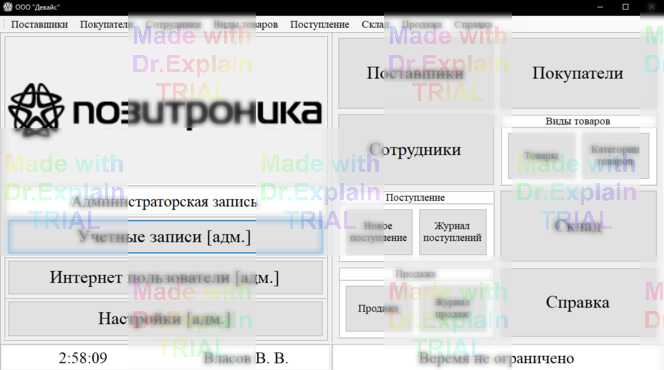 ООО "Девайс"
Поставщики Покупатели Сотрудники Виды товаров Поступление Склад Продажа Справка
Made with
Dr.Explain
TRIAL
Made with
Dr.Explain
TRIAL
позитроника
Поставщики
Покупатели
Сотрудники
Виды товаров
Товары
Категории
товаров
Made with
Dr.Explain
TRIAL
Made with
Dr.Explain
TRIAL
Made with
Dr.Explain
TRIAL
Администраторская запись
Учетные записи [адм.]
Интернет пользователи [адм.]
Настройки [адм.]
Поступление
Новое
поступление
Журнал
поступлений
Склад
Продажа
Продажа
Журнал
продаж
Справка
Made with
Dr.Explain
TRIAL
Made with
Dr.Explain
TRIAL
2:58:09
Власов В. В.
Веремя не ограничено